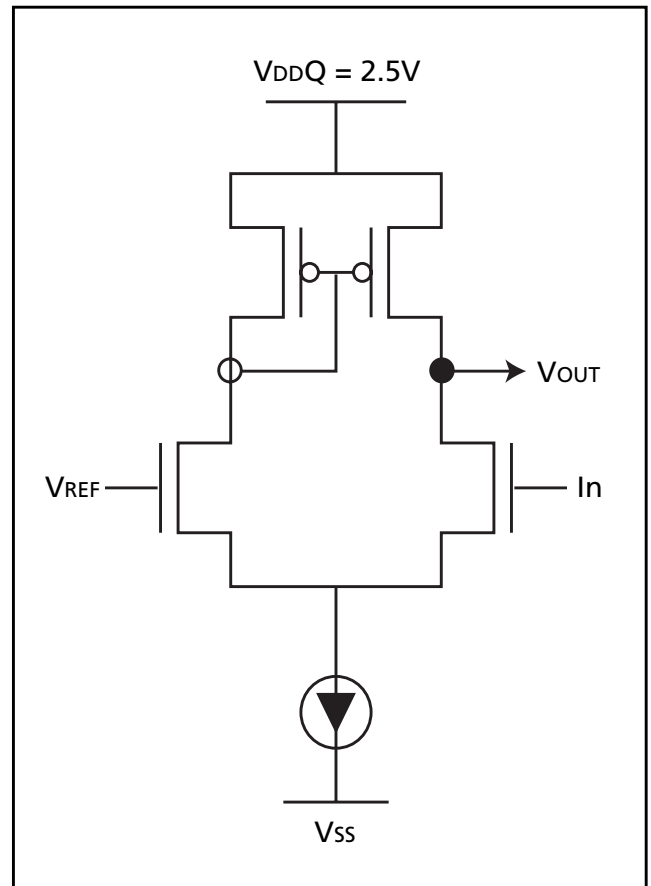 VDDQ = 2.5V
VOUT
VREF
In
VSS